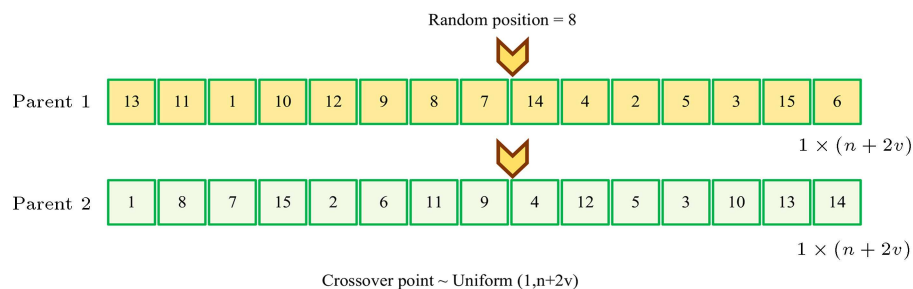 Random position = 8
Parent 1 13 11 1 10 12 9 8 7 14 4 2 5 3 15 6
1 × (n + 2v)
Parent 2 1 8 7 15 2 6 11 9 4 12 5 3 10 13 14
1 × (n + 2v)
Crossover point ~ Uniform (1,n+2v)